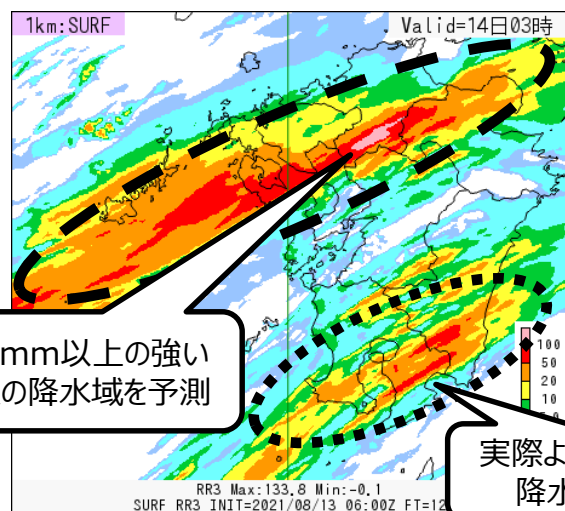 1km:SURF
Valid=14日03時
mm以上の強い
の降水域を予測
100
50
20
10
実際よ
降水
RR3 Max:133.8 Min:-0.1
SURF RR3 INIT=2021/08/13 06:00Z FT=12